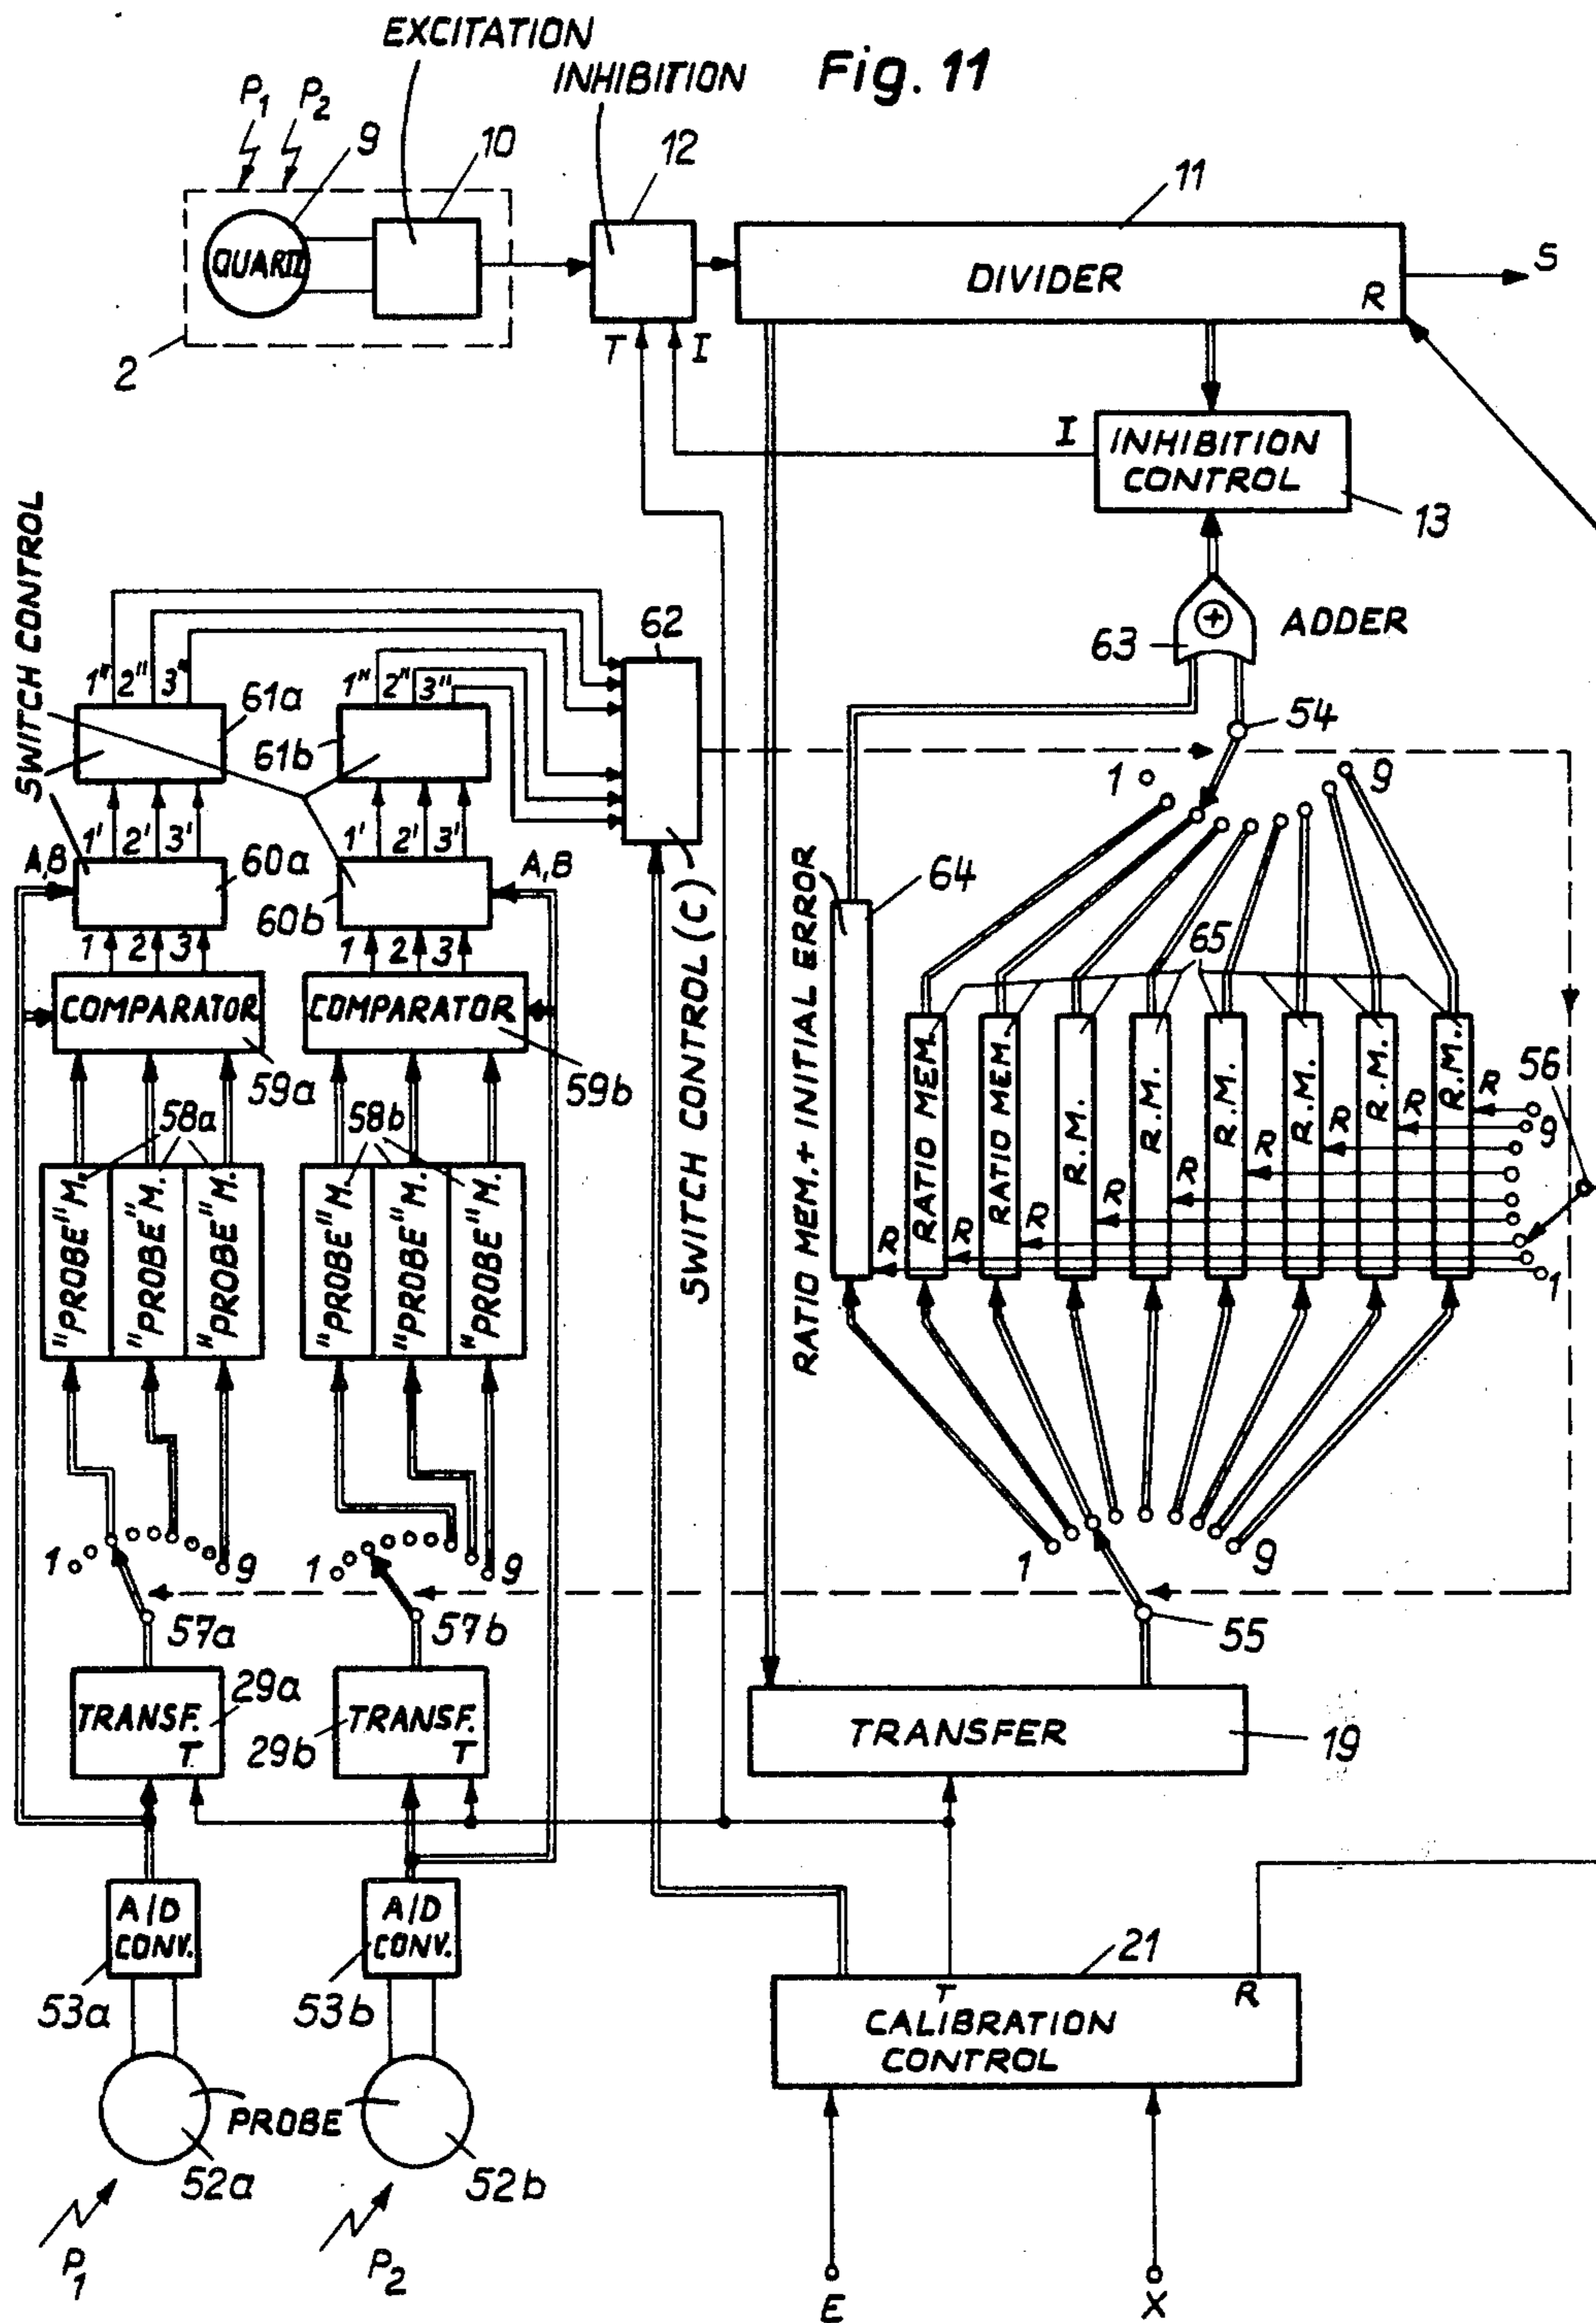 EXCITATION
INHIBITION
Fig. 11
P1
P2
9
10
12
11
QUARTZ
DIVIDER
R
S
2
T
I
I
INHIBITION
CONTROL
13
SWITCH CONTROL
62
63
+
ADDER
1" 2" 3"
61a
1" 2" 3"
61b
54
1
9
1' 2' 3'
1' 2' 3'
A,B
60a
60b
A,B
64
1 2 3
1 2 3
65
COMPARATOR
COMPARATOR
59a
59b
58a
58b
"PROBE" M.
"PROBE" M.
"PROBE" M.
"PROBE" M.
"PROBE" M.
"PROBE" M.
SWITCH CONTROL (C)
RATIO MEM. + INITIAL ERROR
RATIO MEM.
RATIO MEM.
R.M.
R.M.
R.M.
R.M.
R.M.
R.M.
R
R
R
R
R
R
R
R
R
56
9
1
1
9
1
9
1
9
57a
57b
55
TRANSF.
T
29a
TRANSF.
T
29b
TRANSFER
19
A/D
CONV.
A/D
CONV.
53a
53b
21
T
R
CALIBRATION
CONTROL
PROBE
52a
52b
P1
P2
E
X